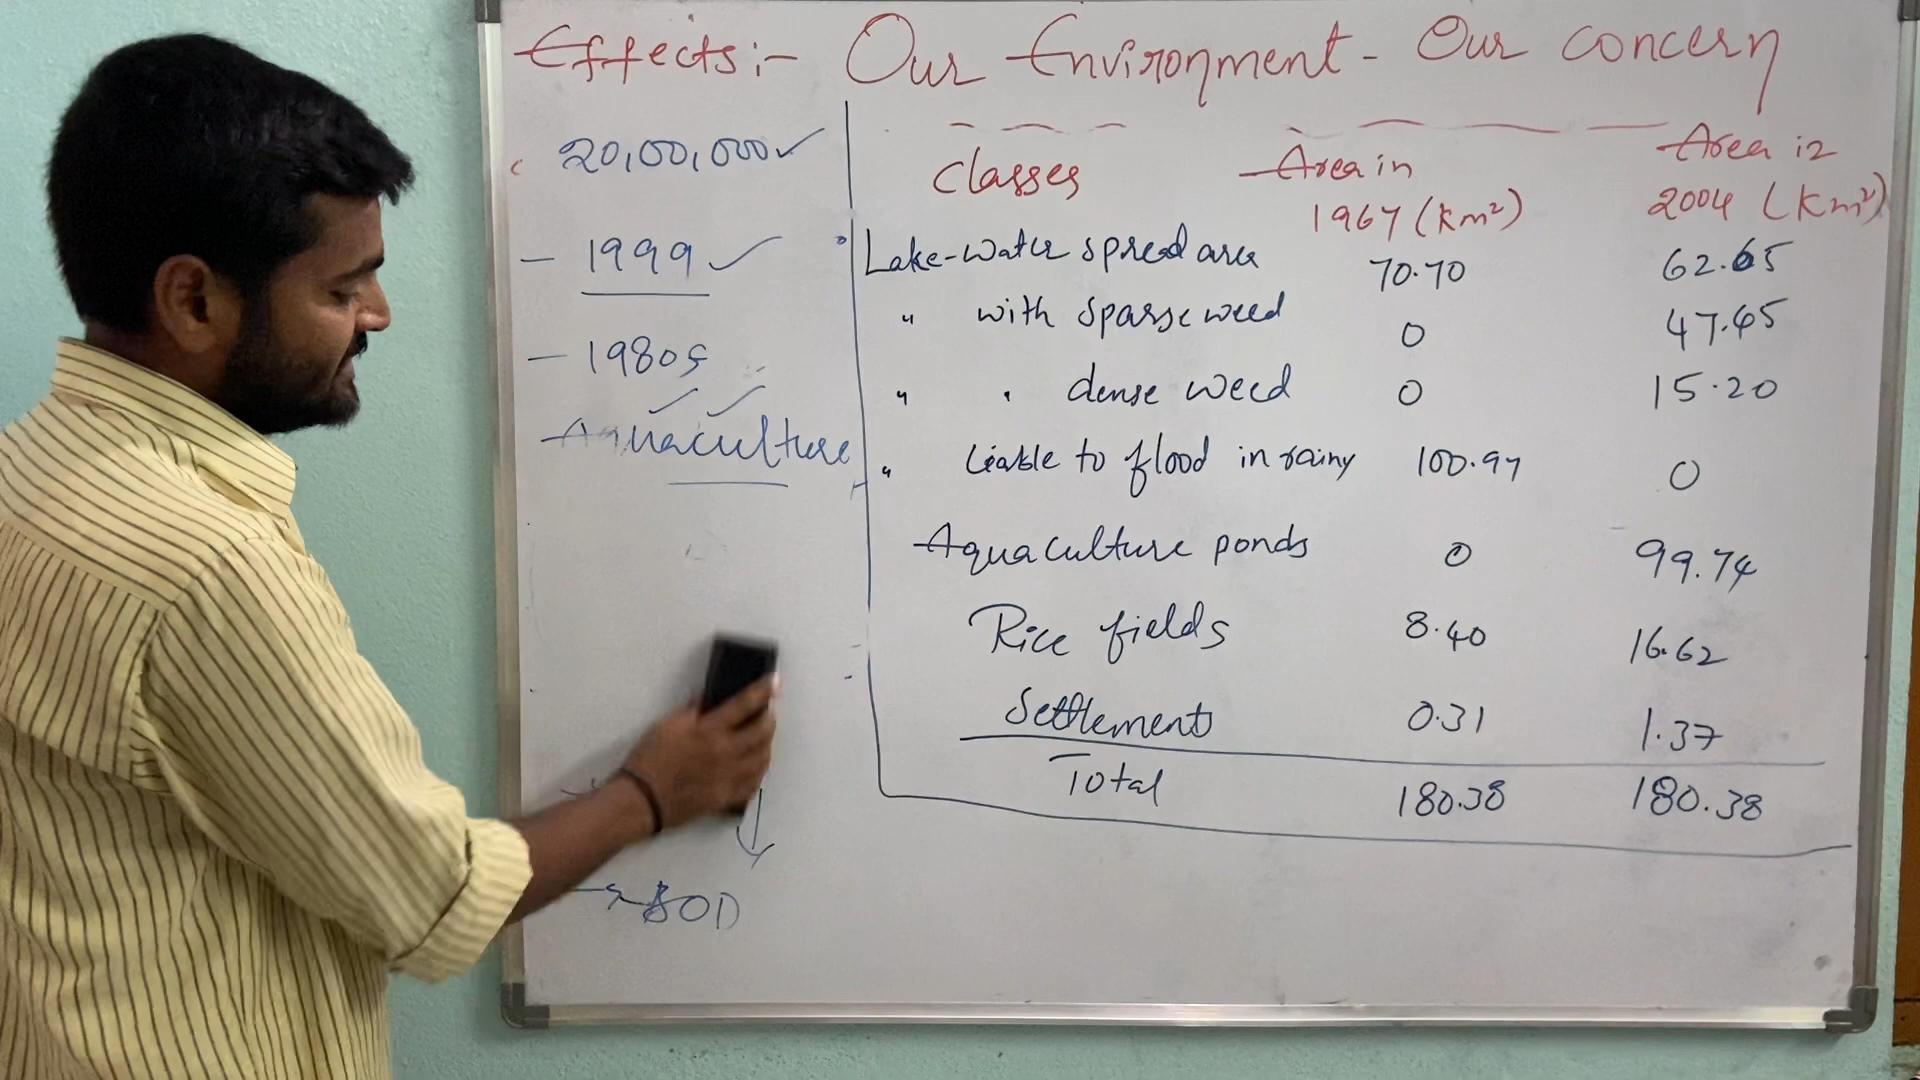 Effects:- Our Environment - Our concern
20,00,000 ✓
- 1999 ✓
- 1980s
Aquaculture
BOD
Classes Area in 1967 (km²) Area in 2004 (km²)
Lake-water spread area 70.70 62.65
" with sparse weed 0 47.45
" " dense weed 0 15.20
" Liable to flood in rainy 100.97 0
Aquaculture ponds 0 99.74
Rice fields 8.40 16.62
Settlements 0.31 1.37
Total 180.38 180.38